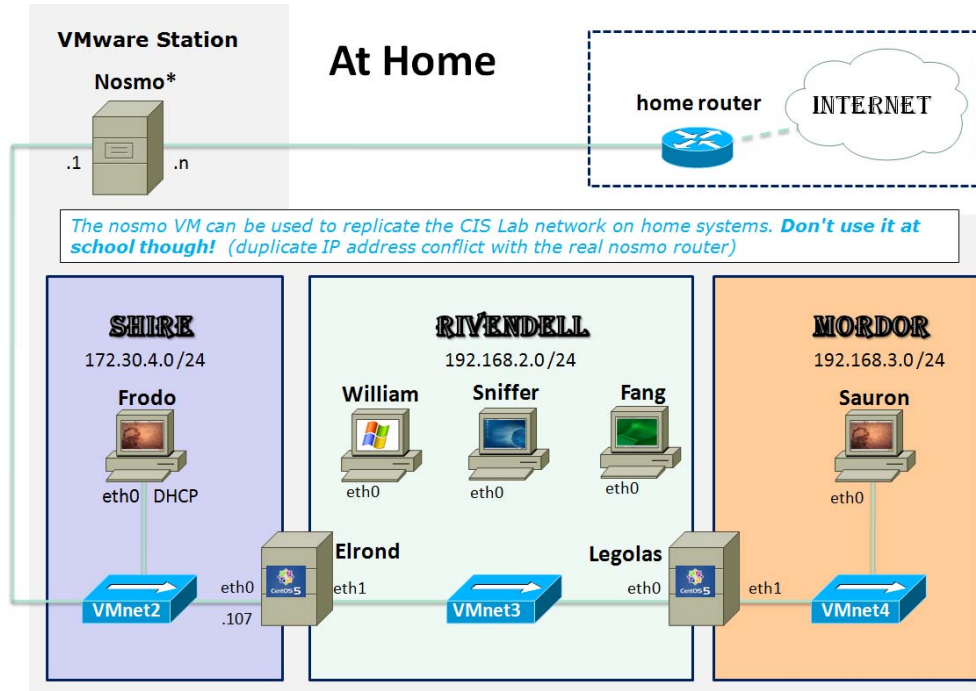 VMware Station
At Home
Nosmo*
home router
INTERNET
.1
.n
The nosmo VM can be used to replicate the CIS Lab network on home systems. Don't use it at
school though! (duplicate IP address conflict with the real nosmo router)
SHIRE
172.30.4.0 /24
Frodo
eth0 DHCP
VMnet2
eth0
.107
RIVENDELL
192.168.2.0 /24
William
eth0
Sniffer
eth0
Fang
eth0
Elrond
CentOS 5
eth1
VMnet3
Legolas
eth0
CentOS 5
MORDOR
192.168.3.0 /24
Sauron
eth0
eth1
VMnet4